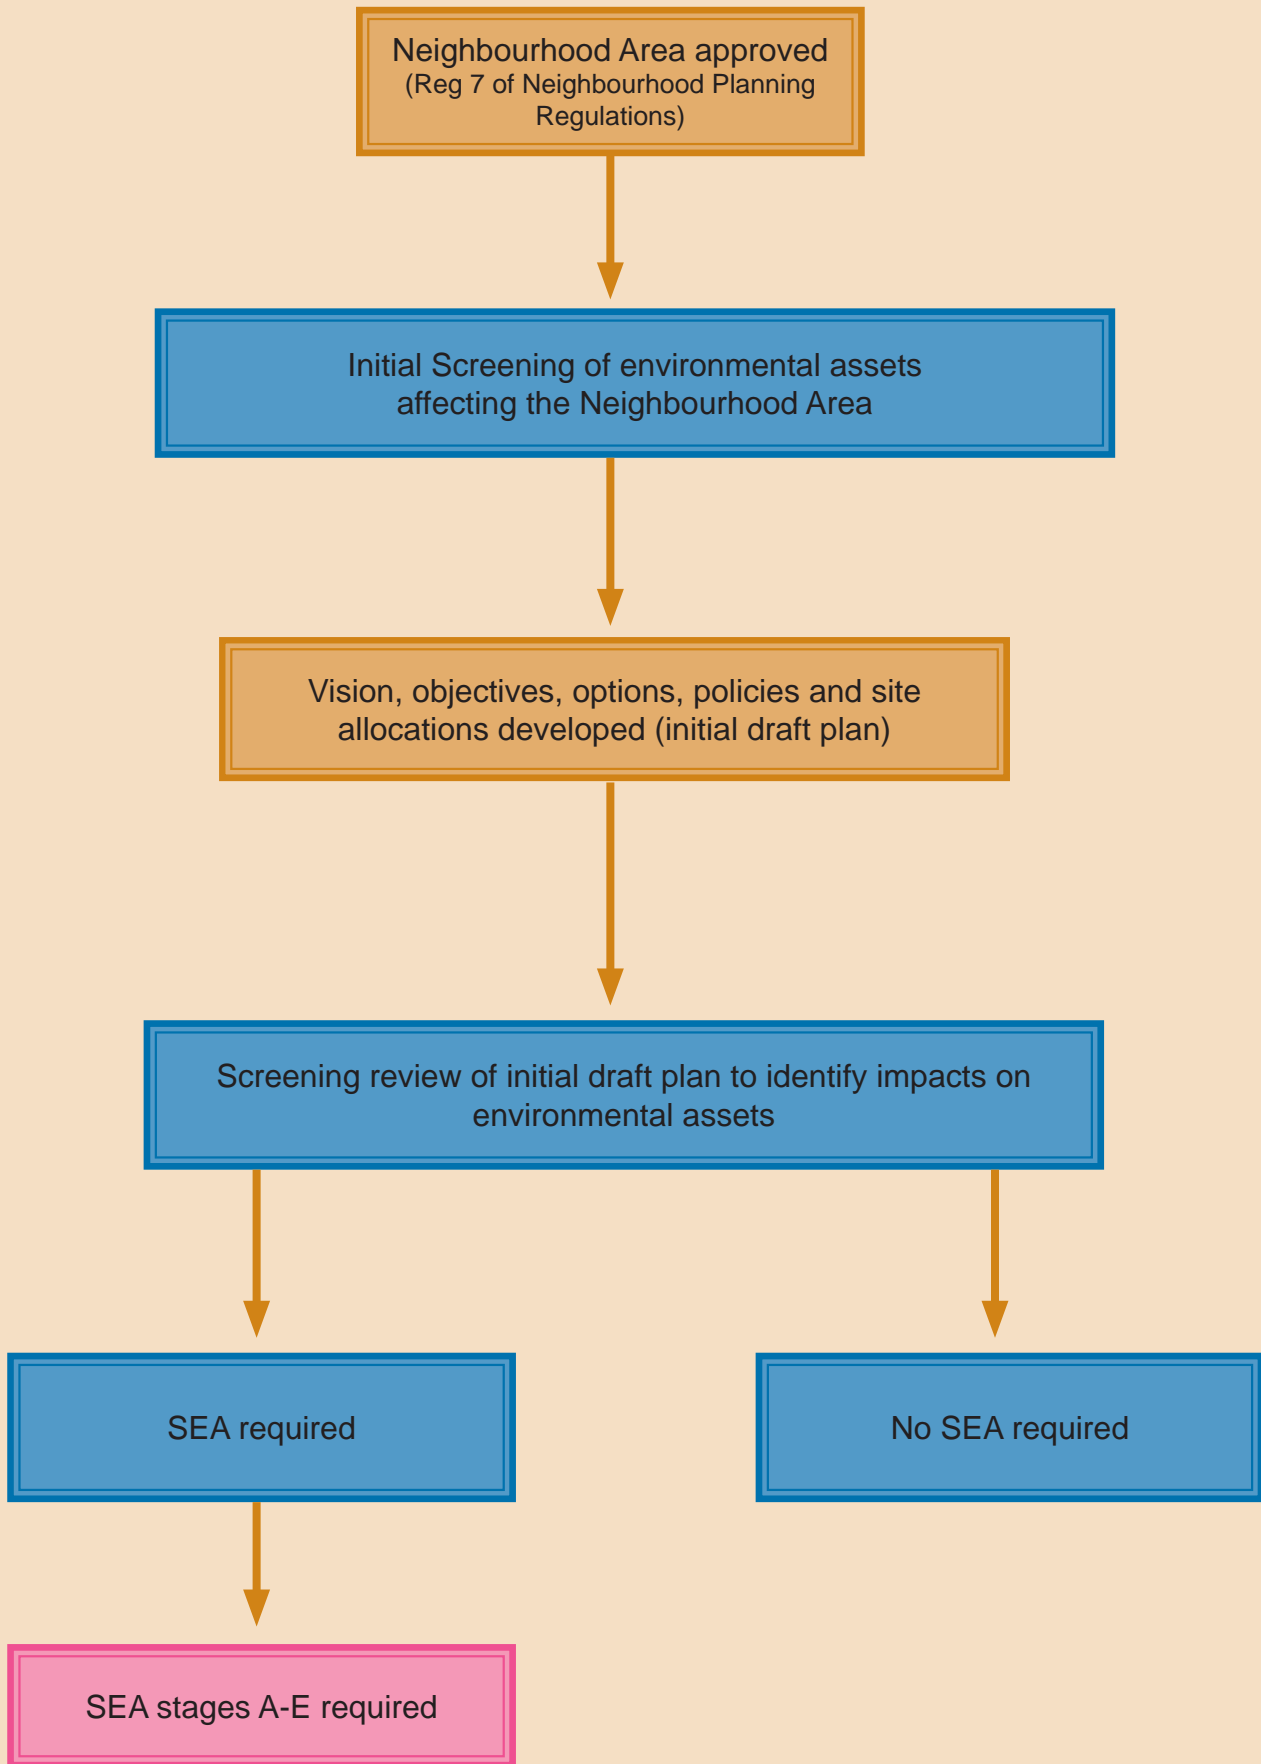 Neighbourhood Area approved
(Reg 7 of Neighbourhood Planning
Regulations)
Initial Screening of environmental assets
affecting the Neighbourhood Area
Vision, objectives, options, policies and site
allocations developed (initial draft plan)
Screening review of initial draft plan to identify impacts on
environmental assets
SEA required
No SEA required
SEA stages A-E required